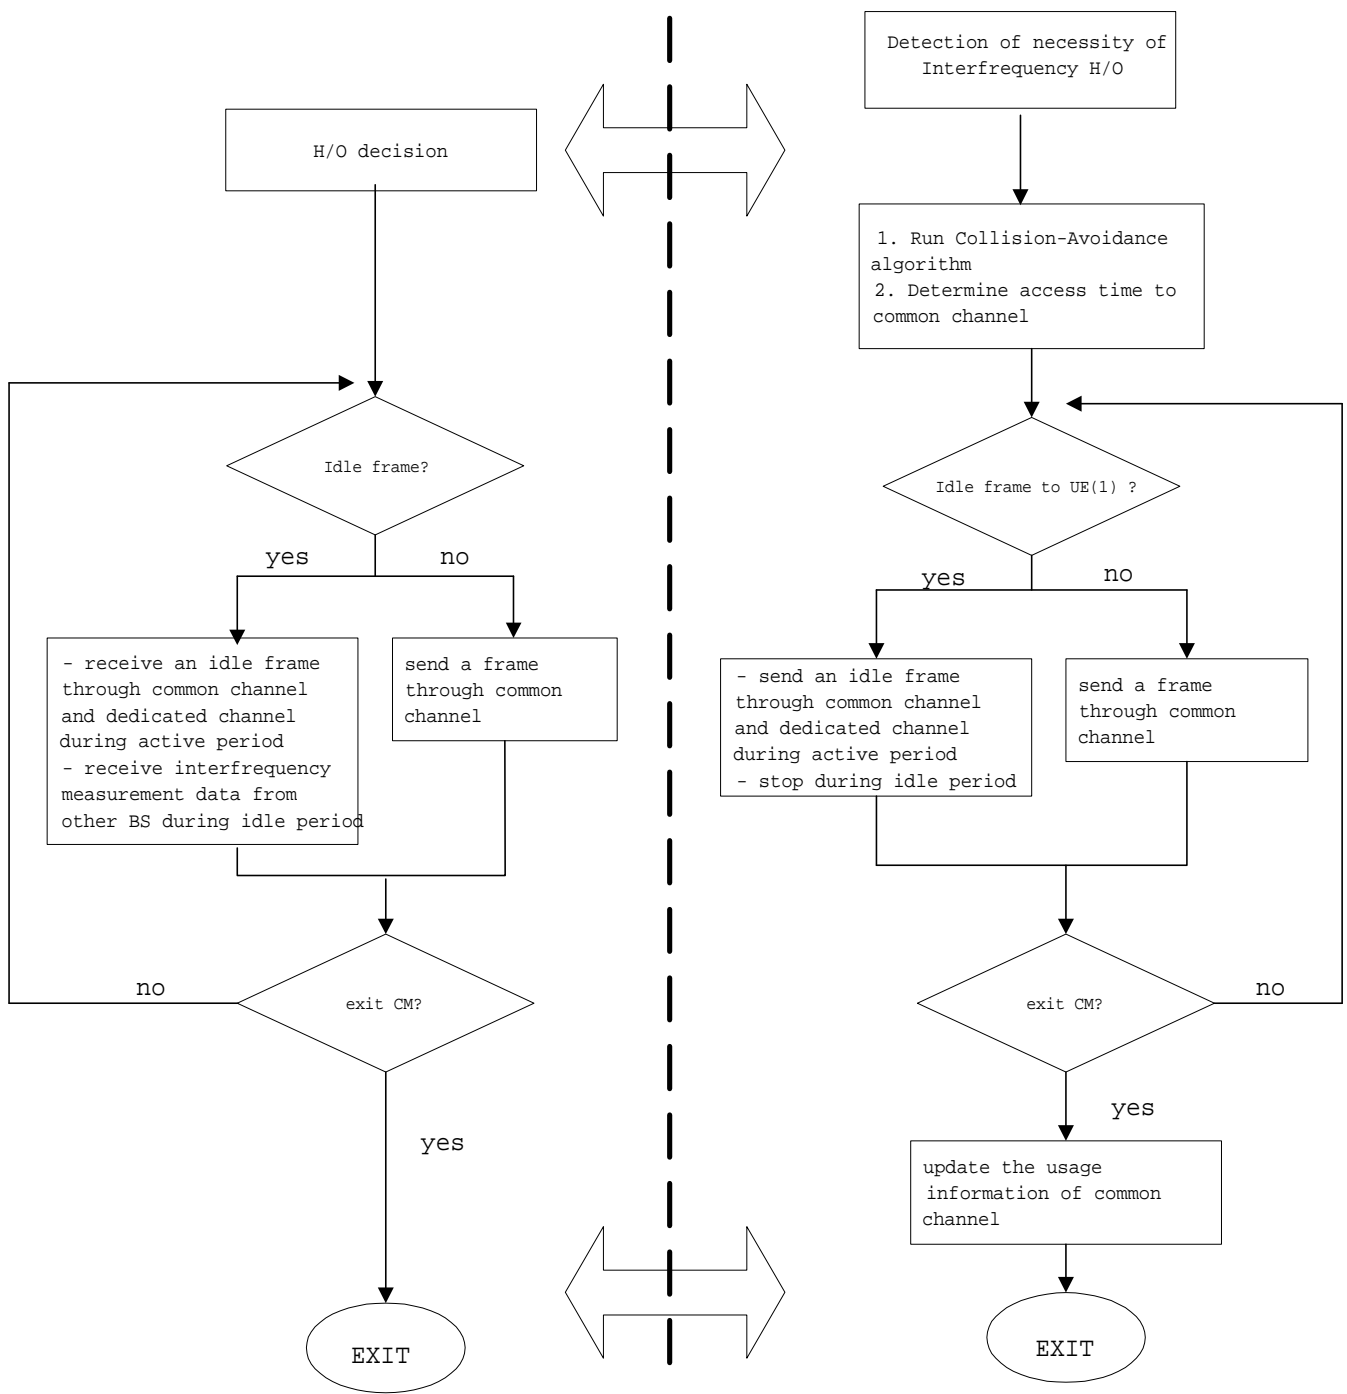 H/O decision
Idle frame?
yes
no
- receive an idle frame
through common channel
and dedicated channel
during active period
- receive interfrequency
measurement data from
other BS during idle period
send a frame
through common
channel
exit CM?
no
yes
EXIT
Detection of necessity of
Interfrequency H/O
1. Run Collision-Avoidance
algorithm
2. Determine access time to
common channel
Idle frame to UE(1) ?
yes
no
- send an idle frame
through common channel
and dedicated channel
during active period
- stop during idle period
send a frame
through common
channel
exit CM?
no
yes
update the usage
information of common
channel
EXIT